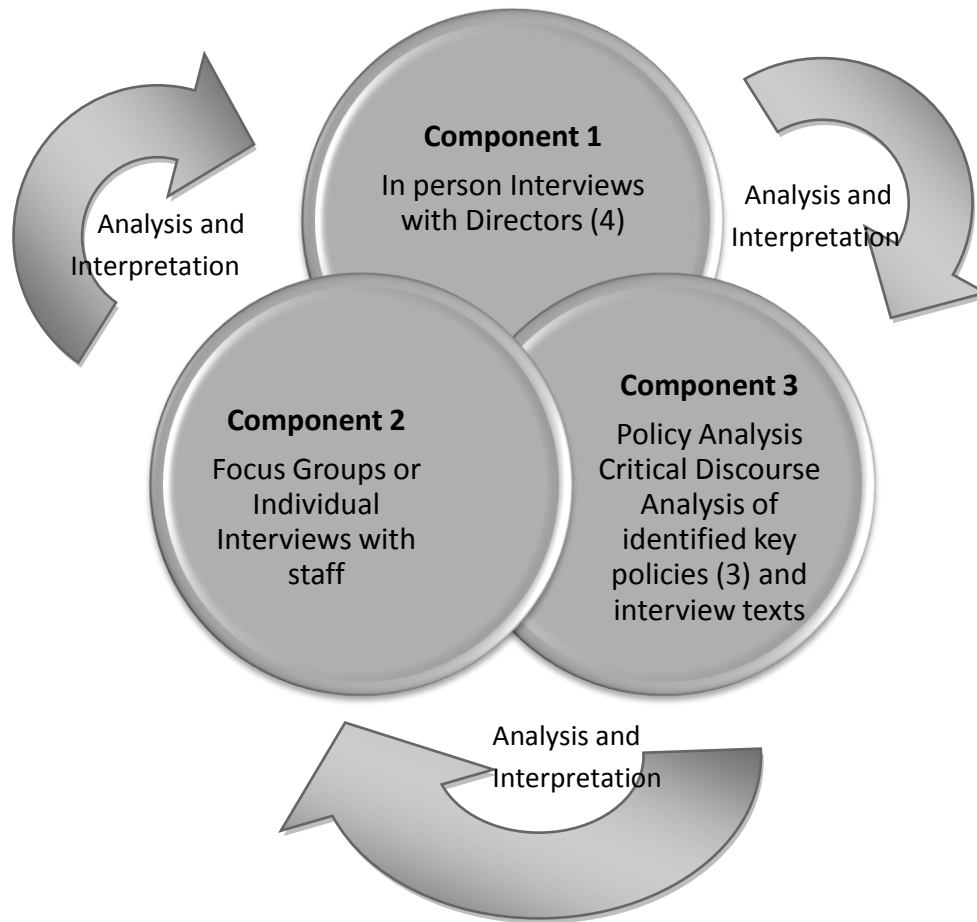 Component 1
In person Interviews
with Directors (4)
Analysis and
Interpretation
Analysis and
Interpretation
Component 2
Focus Groups or
Individual
Interviews with
staff
Component 3
Policy Analysis
Critical Discourse
Analysis of
identified key
policies (3) and
interview texts
Analysis and
Interpretation